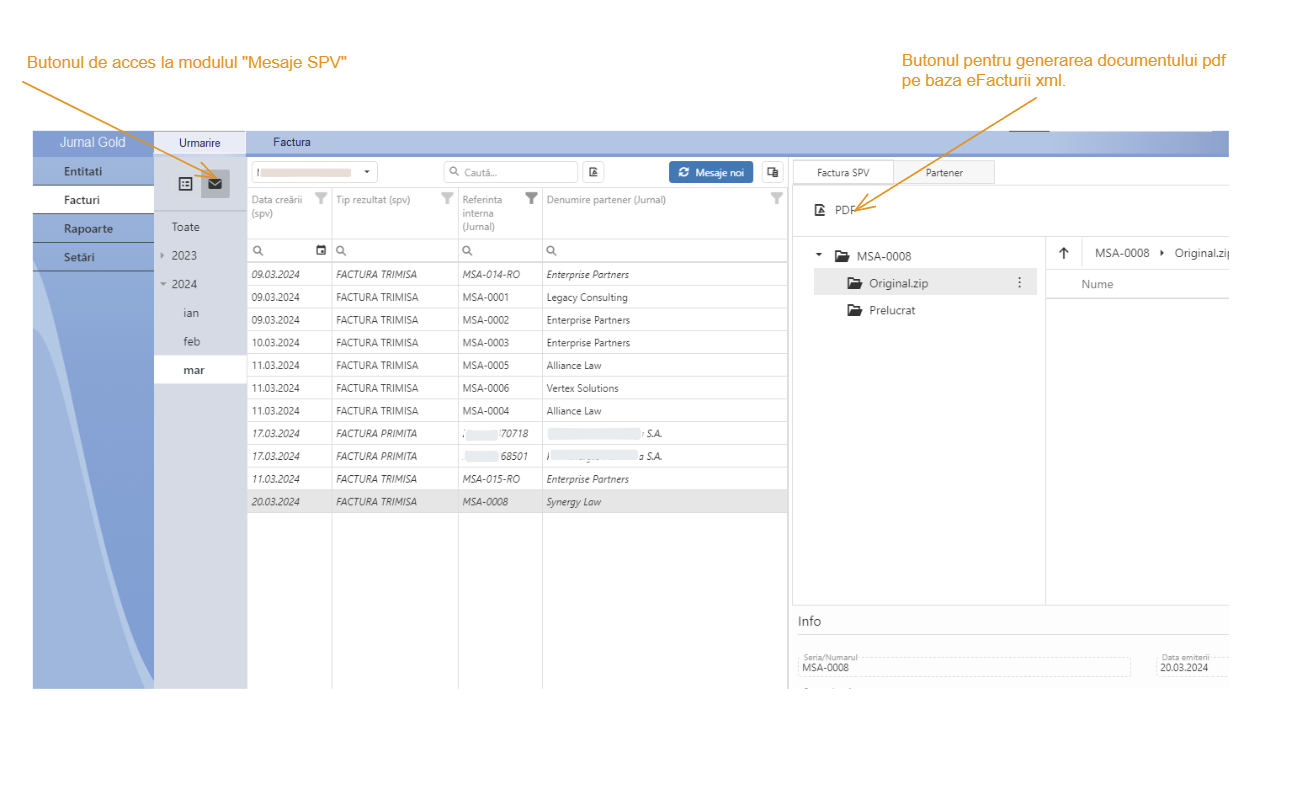 Butonul de acces la modulul "Mesaje SPV"
Butonul pentru generarea documentului pdf
pe baza eFacturii xml.
Jurnal Gold
Urmarire
Factura
Entitati
Facturi
Rapoarte
Setări
Toate
2023
2024
ian
feb
mar
Caută...
Mesaje noi
Data creării
(spv)
Tip rezultat (spv)
Referinta
interna
(Jurnal)
Denumire partener (Jurnal)
09.03.2024 FACTURA TRIMISA MSA-014-RO Enterprise Partners
09.03.2024 FACTURA TRIMISA MSA-0001 Legacy Consulting
09.03.2024 FACTURA TRIMISA MSA-0002 Enterprise Partners
10.03.2024 FACTURA TRIMISA MSA-0003 Enterprise Partners
11.03.2024 FACTURA TRIMISA MSA-0005 Alliance Law
11.03.2024 FACTURA TRIMISA MSA-0006 Vertex Solutions
11.03.2024 FACTURA TRIMISA MSA-0004 Alliance Law
17.03.2024 FACTURA PRIMITA 70718 S.A.
17.03.2024 FACTURA PRIMITA 68501 a S.A.
11.03.2024 FACTURA TRIMISA MSA-015-RO Enterprise Partners
20.03.2024 FACTURA TRIMISA MSA-0008 Synergy Law
Factura SPV
Partener
PDF
MSA-0008
Original.zip
Prelucrat
MSA-0008 Original.zip
Nume
Info
Seria/Numarul
MSA-0008
Data emiterii
20.03.2024